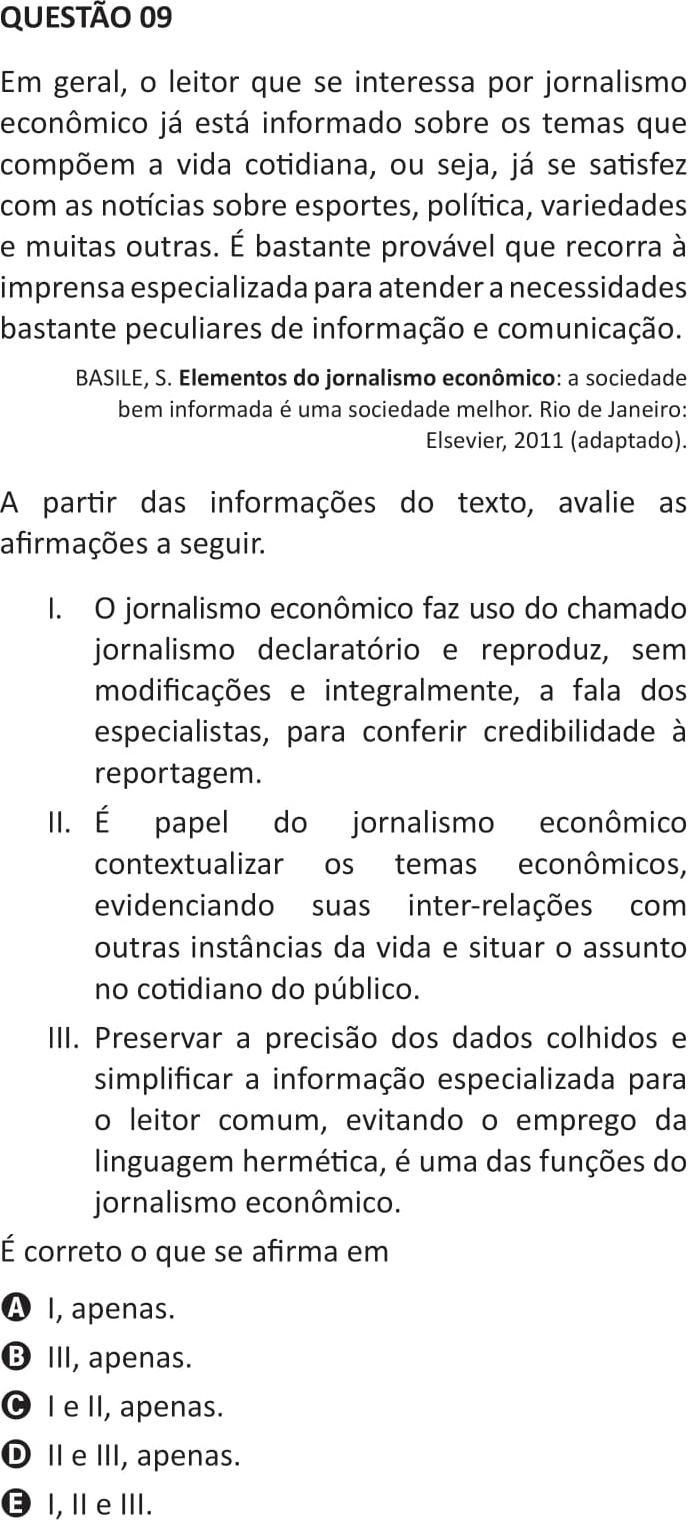 QUESTÃO 09
Em geral, o leitor que se interessa por jornalismo
econômico já está informado sobre os temas que
compõem a vida cotidiana, ou seja, já se satisfez
com as notícias sobre esportes, política, variedades
e muitas outras. É bastante provável que recorra à
imprensa especializada para atender a necessidades
bastante peculiares de informação e comunicação.
BASILE, S. Elementos do jornalismo econômico: a sociedade
bem informada é uma sociedade melhor. Rio de Janeiro:
Elsevier, 2011 (adaptado).
A partir das informações do texto, avalie as
afirmações a seguir.
I. O jornalismo econômico faz uso do chamado
jornalismo declaratório e reproduz, sem
modificações e integralmente, a fala dos
especialistas, para conferir credibilidade à
reportagem.
II. É papel do jornalismo econômico
contextualizar os temas econômicos,
evidenciando suas inter-relações com
outras instâncias da vida e situar o assunto
no cotidiano do público.
III. Preservar a precisão dos dados colhidos e
simplificar a informação especializada para
o leitor comum, evitando o emprego da
linguagem hermética, é uma das funções do
jornalismo econômico.
É correto o que se afirma em
A I, apenas.
B III, apenas.
C I e II, apenas.
D II e III, apenas.
E I, II e III.